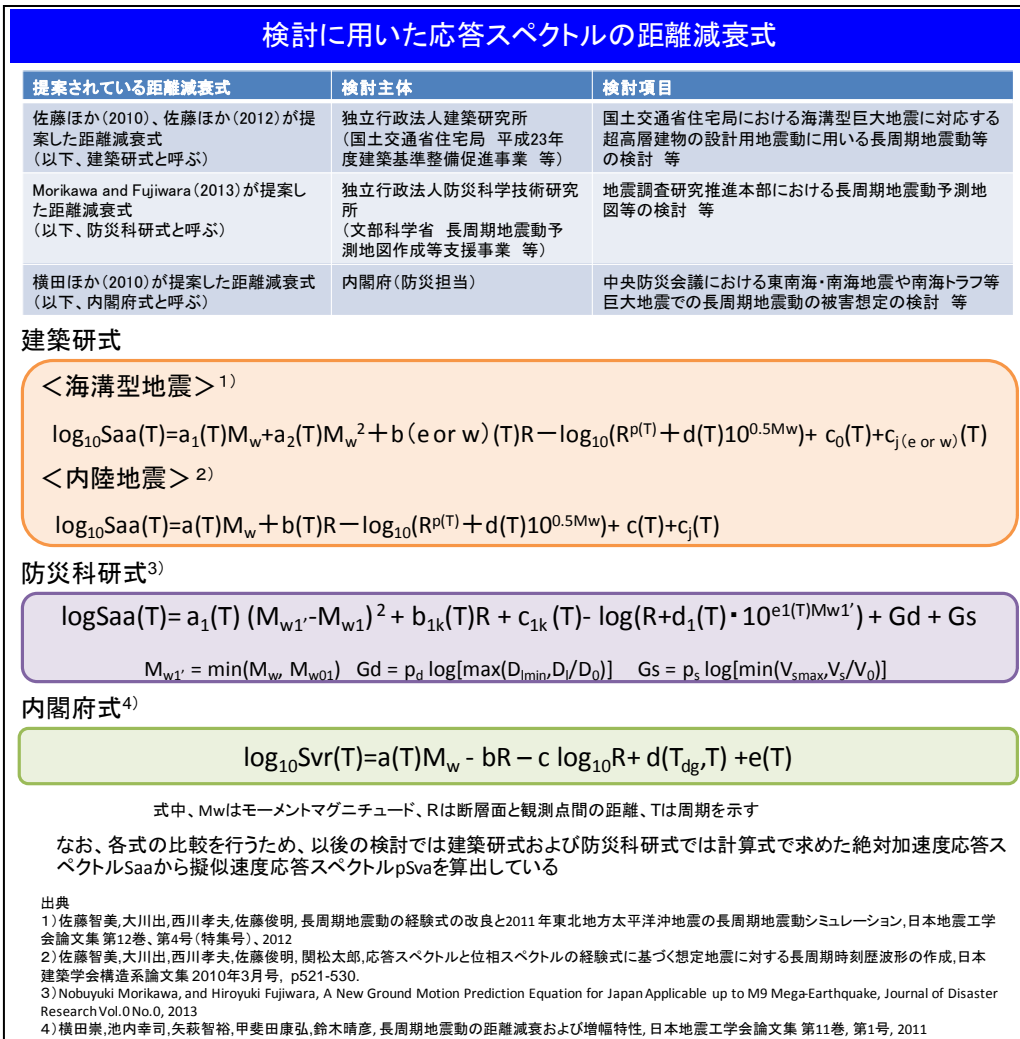 検討に用いた応答スペクトルの距離減衰式
提案されている距離減衰式 検討主体 検討項目
佐藤ほか(2010)、佐藤ほか(2012)が提
案した距離減衰式
(以下、建築研式と呼ぶ)
独立行政法人建築研究所
(国土交通省住宅局 平成23年
度建築基準整備促進事業 等)
国土交通省住宅局における海溝型巨大地震に対応する
超高層建物の設計用地震動に用いる長周期地震動等
の検討 等
Morikawa and Fujiwara(2013)が提案し
た距離減衰式
(以下、防災科研式と呼ぶ)
独立行政法人防災科学技術研究
所
(文部科学省 長周期地震動予
測地図作成等支援事業 等)
地震調査研究推進本部における長周期地震動予測地
図等の検討 等
横田ほか(2010)が提案した距離減衰式
(以下、内閣府式と呼ぶ)
内閣府(防災担当)
中央防災会議における東南海・南海地震や南海トラフ等
巨大地震での長周期地震動の被害想定の検討 等
建築研式
<海溝型地震>1)
log₁₀Saa(T)=a₁(T)M_w+a₂(T)M_w²+b(e or w)(T)R-log₁₀(R^{p(T)}+d(T)10^{0.5Mw})+ c₀(T)+c_{j(e or w)}(T)
<内陸地震>2)
log₁₀Saa(T)=a(T)M_w+b(T)R-log₁₀(R^{p(T)}+d(T)10^{0.5Mw})+ c(T)+c_j(T)
防災科研式3)
logSaa(T)= a₁(T) (M_{w1'}-M_{w1})² + b_{1k}(T)R + c_{1k} (T)- log(R+d₁(T)・10^{e1(T)Mw1'}) + Gd + Gs
M_{w1'} = min(M_w, M_{w01}) Gd = p_d log[max(D_{lmin},D_l/D₀)] Gs = p_s log[min(V_{smax},V_s/V₀)]
内閣府式4)
log₁₀Svr(T)=a(T)M_w - bR – c log₁₀R+ d(T_{dg},T) +e(T)
式中、Mwはモーメントマグニチュード、Rは断層面と観測点間の距離、Tは周期を示す
なお、各式の比較を行うため、以後の検討では建築研式および防災科研式では計算式で求めた絶対加速度応答ス
ペクトルSaaから擬似速度応答スペクトルpSvaを算出している
出典
1)佐藤智美,大川出,西川孝夫,佐藤俊明, 長周期地震動の経験式の改良と2011年東北地方太平洋沖地震の長周期地震動シミュレーション,日本地震工学
会論文集 第12巻、第4号(特集号)、2012
2)佐藤智美,大川出,西川孝夫,佐藤俊明, 関松太郎,応答スペクトルと位相スペクトルの経験式に基づく想定地震に対する長周期時刻歴波形の作成,日本
建築学会構造系論文集 2010年3月号, p521-530.
3)Nobuyuki Morikawa, and Hiroyuki Fujiwara, A New Ground Motion Prediction Equation for Japan Applicable up to M9 Mega-Earthquake, Journal of Disaster
Research Vol.0 No.0, 2013
4)横田崇,池内幸司,矢萩智裕,甲斐田康弘,鈴木晴彦, 長周期地震動の距離減衰および増幅特性, 日本地震工学会論文集 第11巻, 第1号, 2011